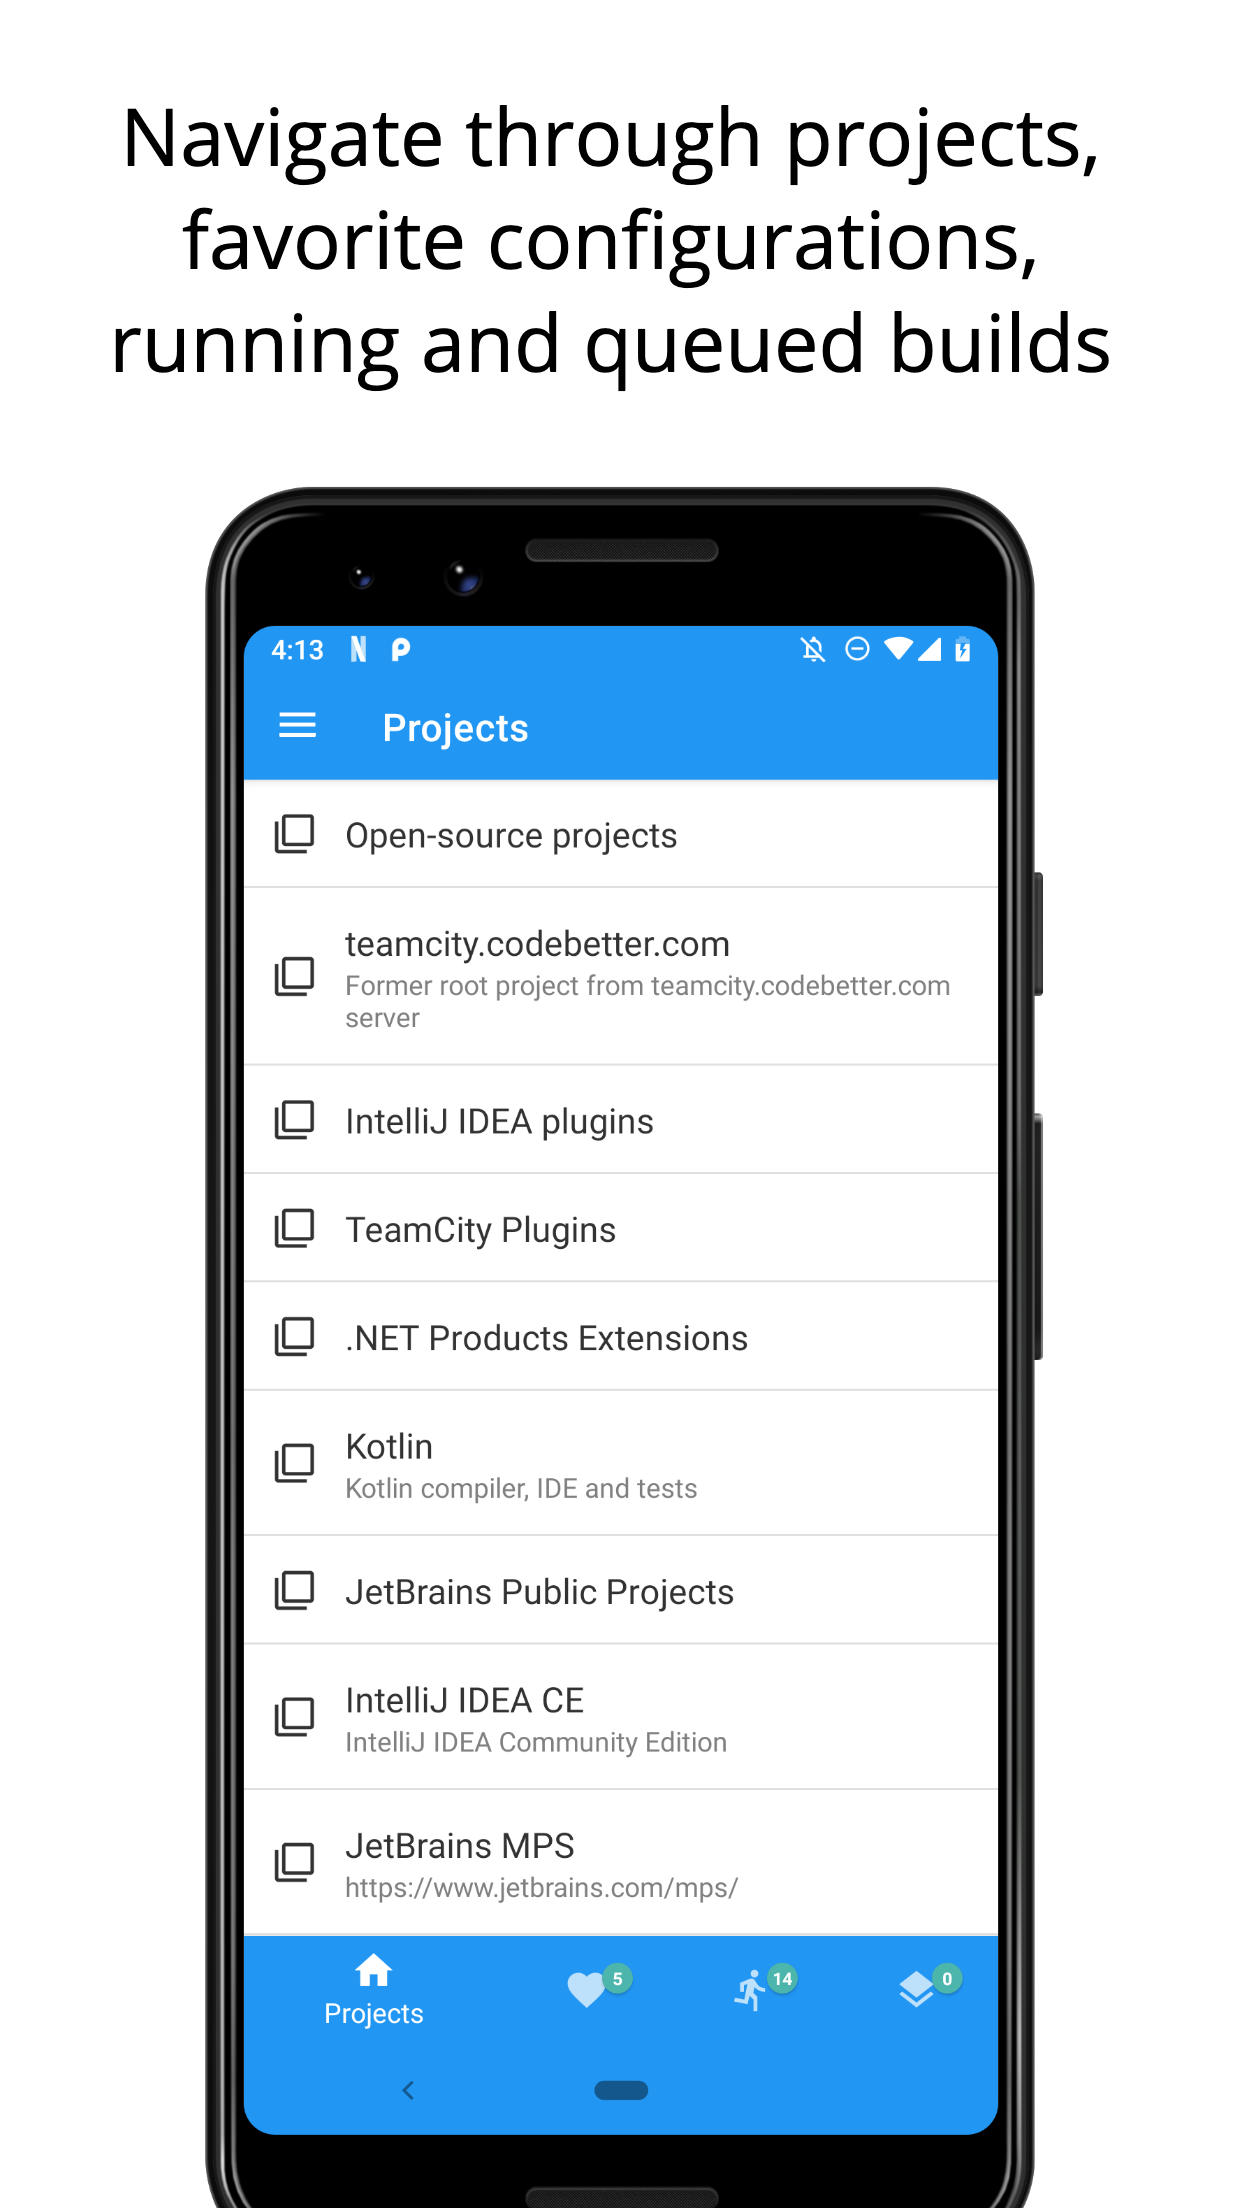 Navigate through projects,
favorite configurations,
running and queued builds
4:13
Projects
Open-source projects
teamcity.codebetter.com
Former root project from teamcity.codebetter.com
server
IntelliJ IDEA plugins
TeamCity Plugins
.NET Products Extensions
Kotlin
Kotlin compiler, IDE and tests
JetBrains Public Projects
IntelliJ IDEA CE
IntelliJ IDEA Community Edition
JetBrains MPS
https://www.jetbrains.com/mps/
5
14
0
Projects